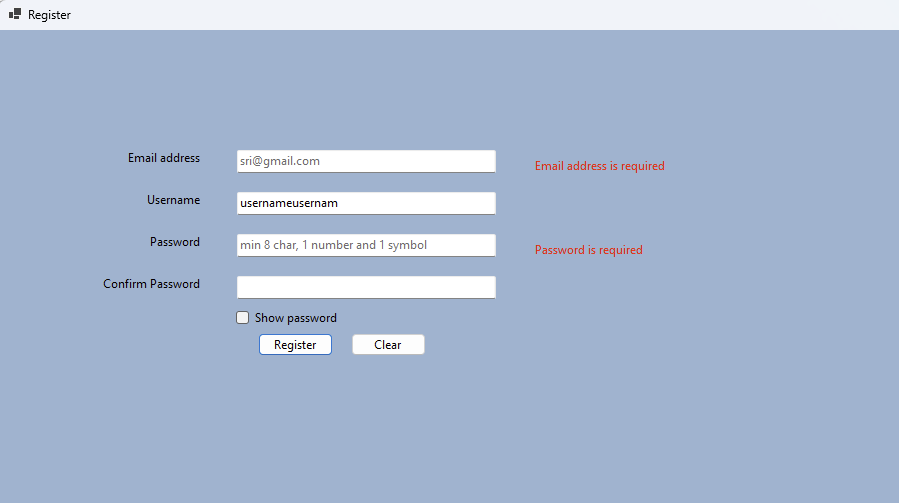 Register
Email address sri@gmail.com Email address is required
Username usernameusernam
Password min 8 char, 1 number and 1 symbol Password is required
Confirm Password
Show password
Register Clear